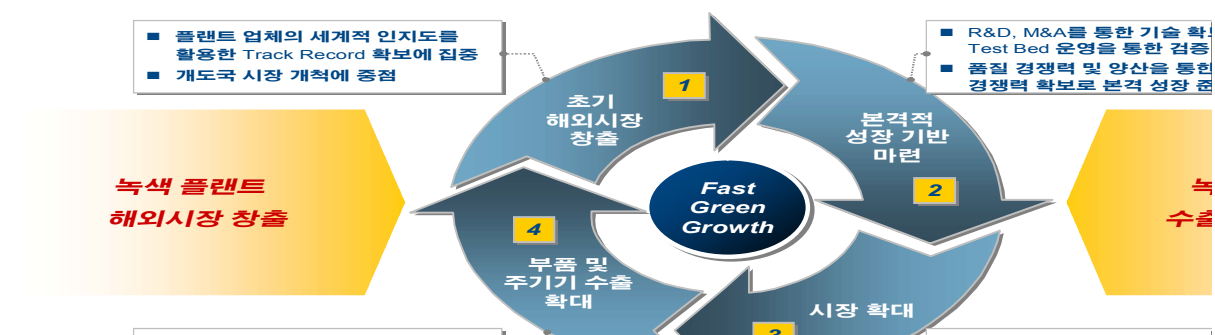 ■ 플랜트 업체의 세계적 인지도를
활용한 Track Record 확보에 집중
■ 개도국 시장 개척에 중점
■ R&D, M&A를 통한 기술
Test Bed 운영을 통한 검증
■ 품질 경쟁력 및 양산을 통한
경쟁력 확보로 본격 성장
1
초기
해외시장
창출
본격적
성장 기반
마련
2
녹색 플랜트
해외시장 창출
Fast
Green
Growth
4
부품 및
주기기 수출
확대
시장 확대
3